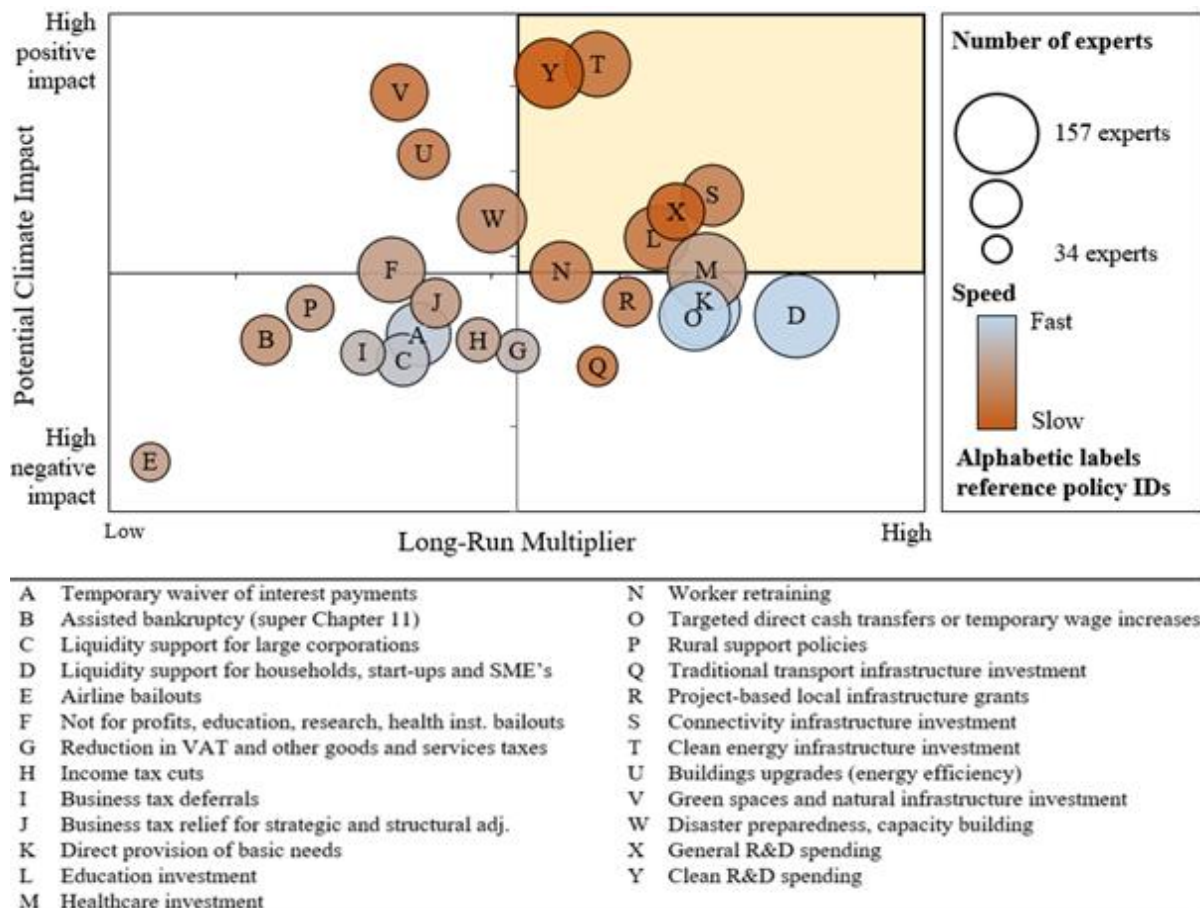 High
positive
impact
Potential Climate Impact
High
negative
impact
V
U
W
Y
T
S
X
L
F
N
M
P
J
R
K
O
D
B
A
I
C
H
G
Q
E
Low
Long-Run Multiplier
High
Number of experts
157 experts
34 experts
Speed
Fast
Slow
Alphabetic labels
reference policy IDs
A Temporary waiver of interest payments
B Assisted bankruptcy (super Chapter 11)
C Liquidity support for large corporations
D Liquidity support for households, start-ups and SME's
E Airline bailouts
F Not for profits, education, research, health inst. bailouts
G Reduction in VAT and other goods and services taxes
H Income tax cuts
I Business tax deferrals
J Business tax relief for strategic and structural adj.
K Direct provision of basic needs
L Education investment
M Healthcare investment
N Worker retraining
O Targeted direct cash transfers or temporary wage increases
P Rural support policies
Q Traditional transport infrastructure investment
R Project-based local infrastructure grants
S Connectivity infrastructure investment
T Clean energy infrastructure investment
U Buildings upgrades (energy efficiency)
V Green spaces and natural infrastructure investment
W Disaster preparedness, capacity building
X General R&D spending
Y Clean R&D spending